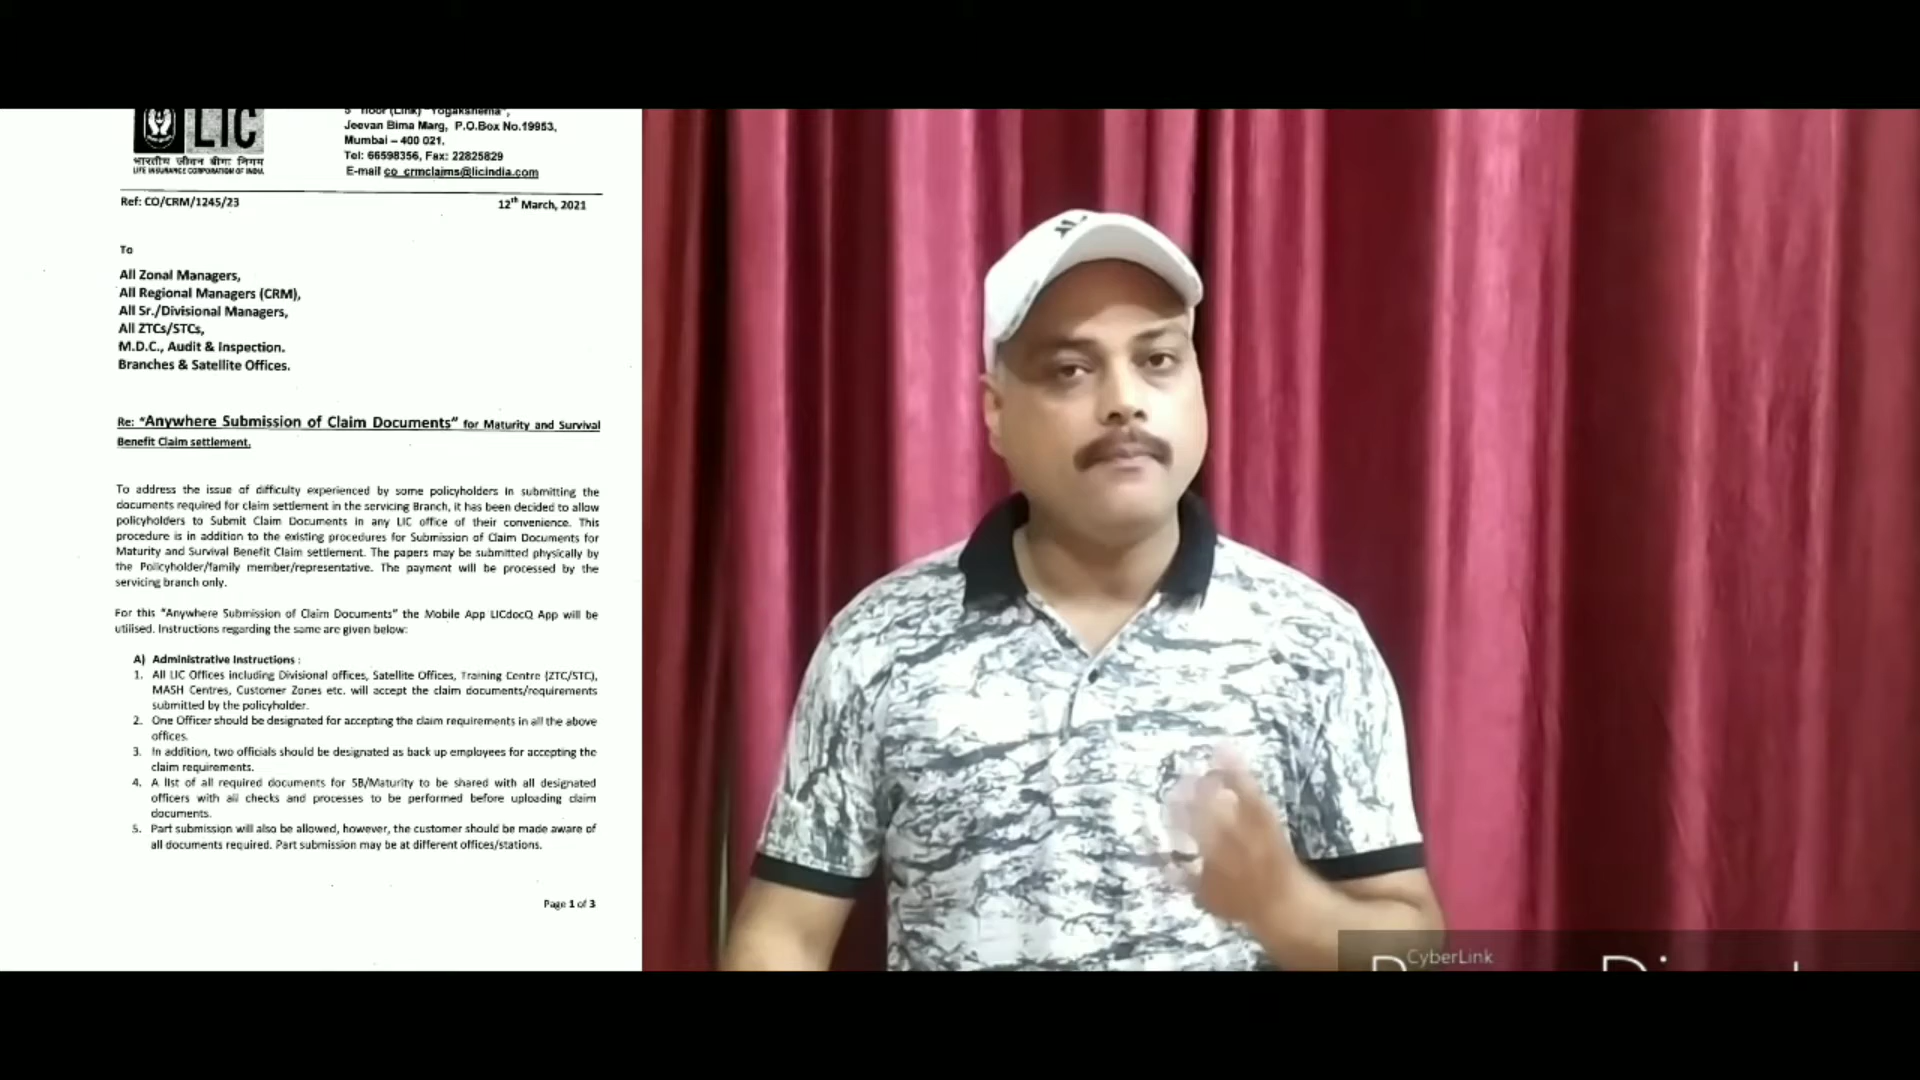 LIC
भारतीय जीवन बीमा निगम
LIFE INSURANCE CORPORATION OF INDIA
5th floor (Link) "Yogakshema",
Jeevan Bima Marg, P.O.Box No.19953,
Mumbai – 400 021.
Tel: 66598356, Fax: 22825829
E-mail co_crmclaims@licindia.com
Ref: CO/CRM/1245/23
12th March, 2021
To
All Zonal Managers,
All Regional Managers (CRM),
All Sr./Divisional Managers,
All ZTCs/STCs,
M.D.C., Audit & Inspection.
Branches & Satellite Offices.
Re: "Anywhere Submission of Claim Documents" for Maturity and Survival
Benefit Claim settlement.
To address the issue of difficulty experienced by some policyholders in submitting the
documents required for claim settlement in the servicing Branch, it has been decided to allow
policyholders to Submit Claim Documents in any LIC office of their convenience. This
procedure is in addition to the existing procedures for Submission of Claim Documents for
Maturity and Survival Benefit Claim settlement. The papers may be submitted physically by
the Policyholder/family member/representative. The payment will be processed by the
servicing branch only.
For this "Anywhere Submission of Claim Documents" the Mobile App LICdocQ App will be
utilised. Instructions regarding the same are given below:
A) Administrative Instructions :
1. All LIC Offices including Divisional offices, Satellite Offices, Training Centre (ZTC/STC),
MASH Centres, Customer Zones etc. will accept the claim documents/requirements
submitted by the policyholder.
2. One Officer should be designated for accepting the claim requirements in all the above
offices.
3. In addition, two officials should be designated as back up employees for accepting the
claim requirements.
4. A list of all required documents for SB/Maturity to be shared with all designated
officers with all checks and processes to be performed before uploading claim
documents.
5. Part submission will also be allowed, however, the customer should be made aware of
all documents required. Part submission may be at different offices/stations.
Page 1 of 3
CyberLink